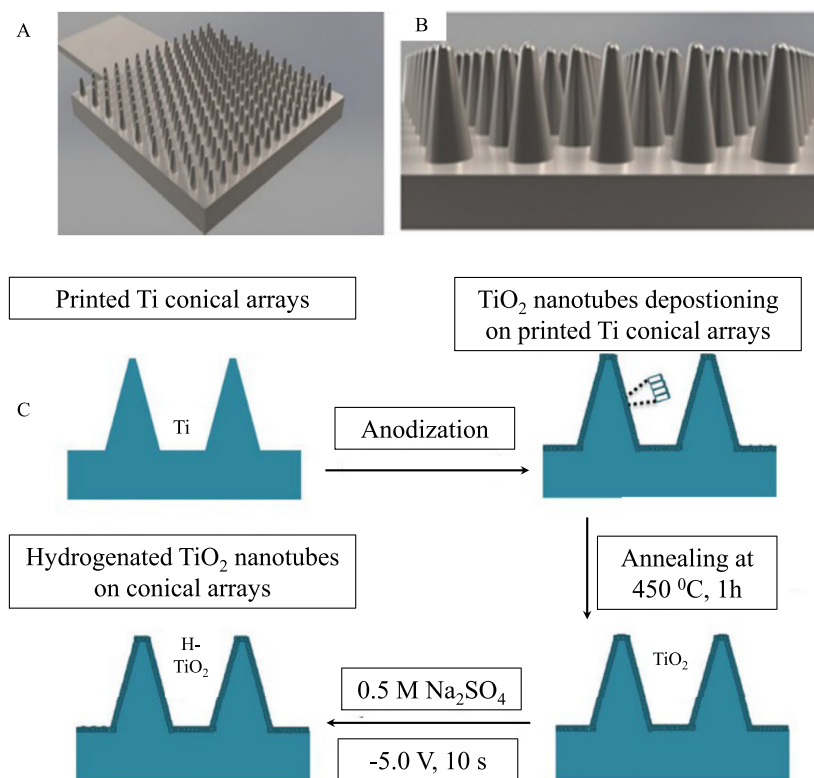 A
B
Printed Ti conical arrays
TiO₂ nanotubes depostioning
on printed Ti conical arrays
C
Ti
Anodization
Hydrogenated TiO₂ nanotubes
on conical arrays
Annealing at
450 ⁰C, 1h
H-
TiO₂
TiO₂
0.5 M Na₂SO₄
-5.0 V, 10 s